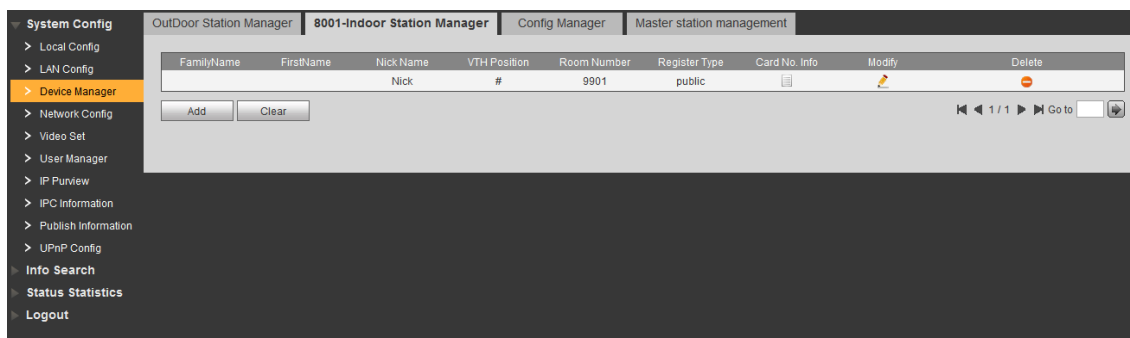 System Config
OutDoor Station Manager 8001-Indoor Station Manager Config Manager Master station management
> Local Config
> LAN Config
> Device Manager
> Network Config
> Video Set
> User Manager
> IP Purview
> IPC Information
> Publish Information
> UPnP Config
Info Search
Status Statistics
Logout
FamilyName FirstName Nick Name VTH Position Room Number Register Type Card No. Info Modify Delete
Nick # 9901 public
Add Clear 1 / 1 Go to